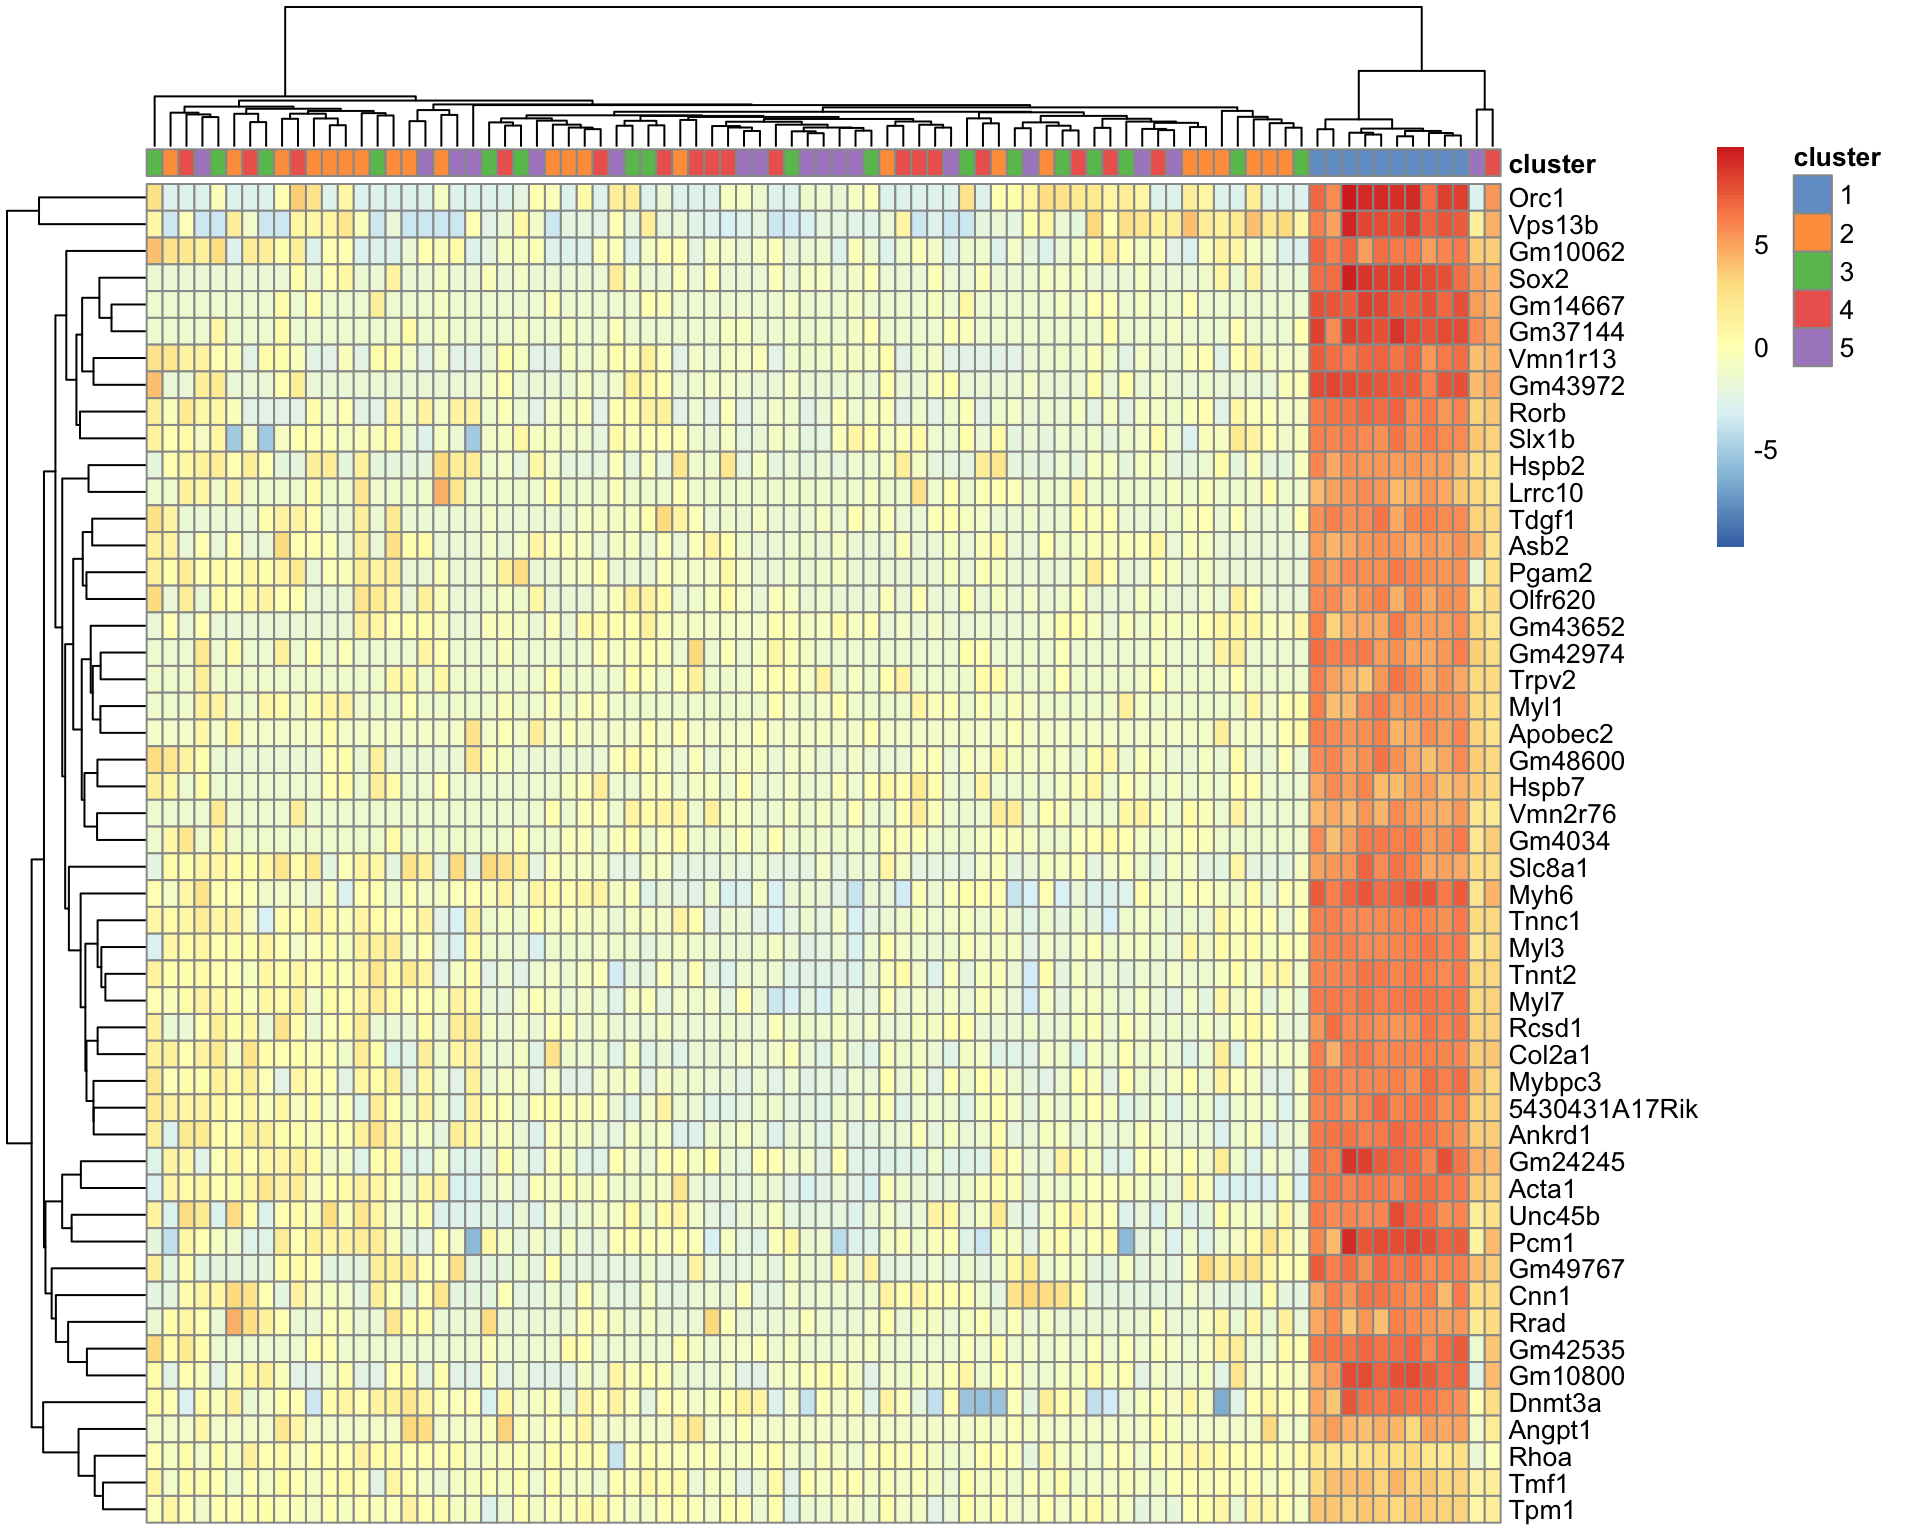 cluster
Orc1
Vps13b
Gm10062
Sox2
Gm14667
Gm37144
Vmn1r13
Gm43972
Rorb
Slx1b
Hspb2
Lrrc10
Tdgf1
Asb2
Pgam2
Olfr620
Gm43652
Gm42974
Trpv2
Myl1
Apobec2
Gm48600
Hspb7
Vmn2r76
Gm4034
Slc8a1
Myh6
Tnnc1
Myl3
Tnnt2
Myl7
Rcsd1
Col2a1
Mybpc3
5430431A17Rik
Ankrd1
Gm24245
Acta1
Unc45b
Pcm1
Gm49767
Cnn1
Rrad
Gm42535
Gm10800
Dnmt3a
Angpt1
Rhoa
Tmf1
Tpm1
5
0
-5
cluster
1
2
3
4
5